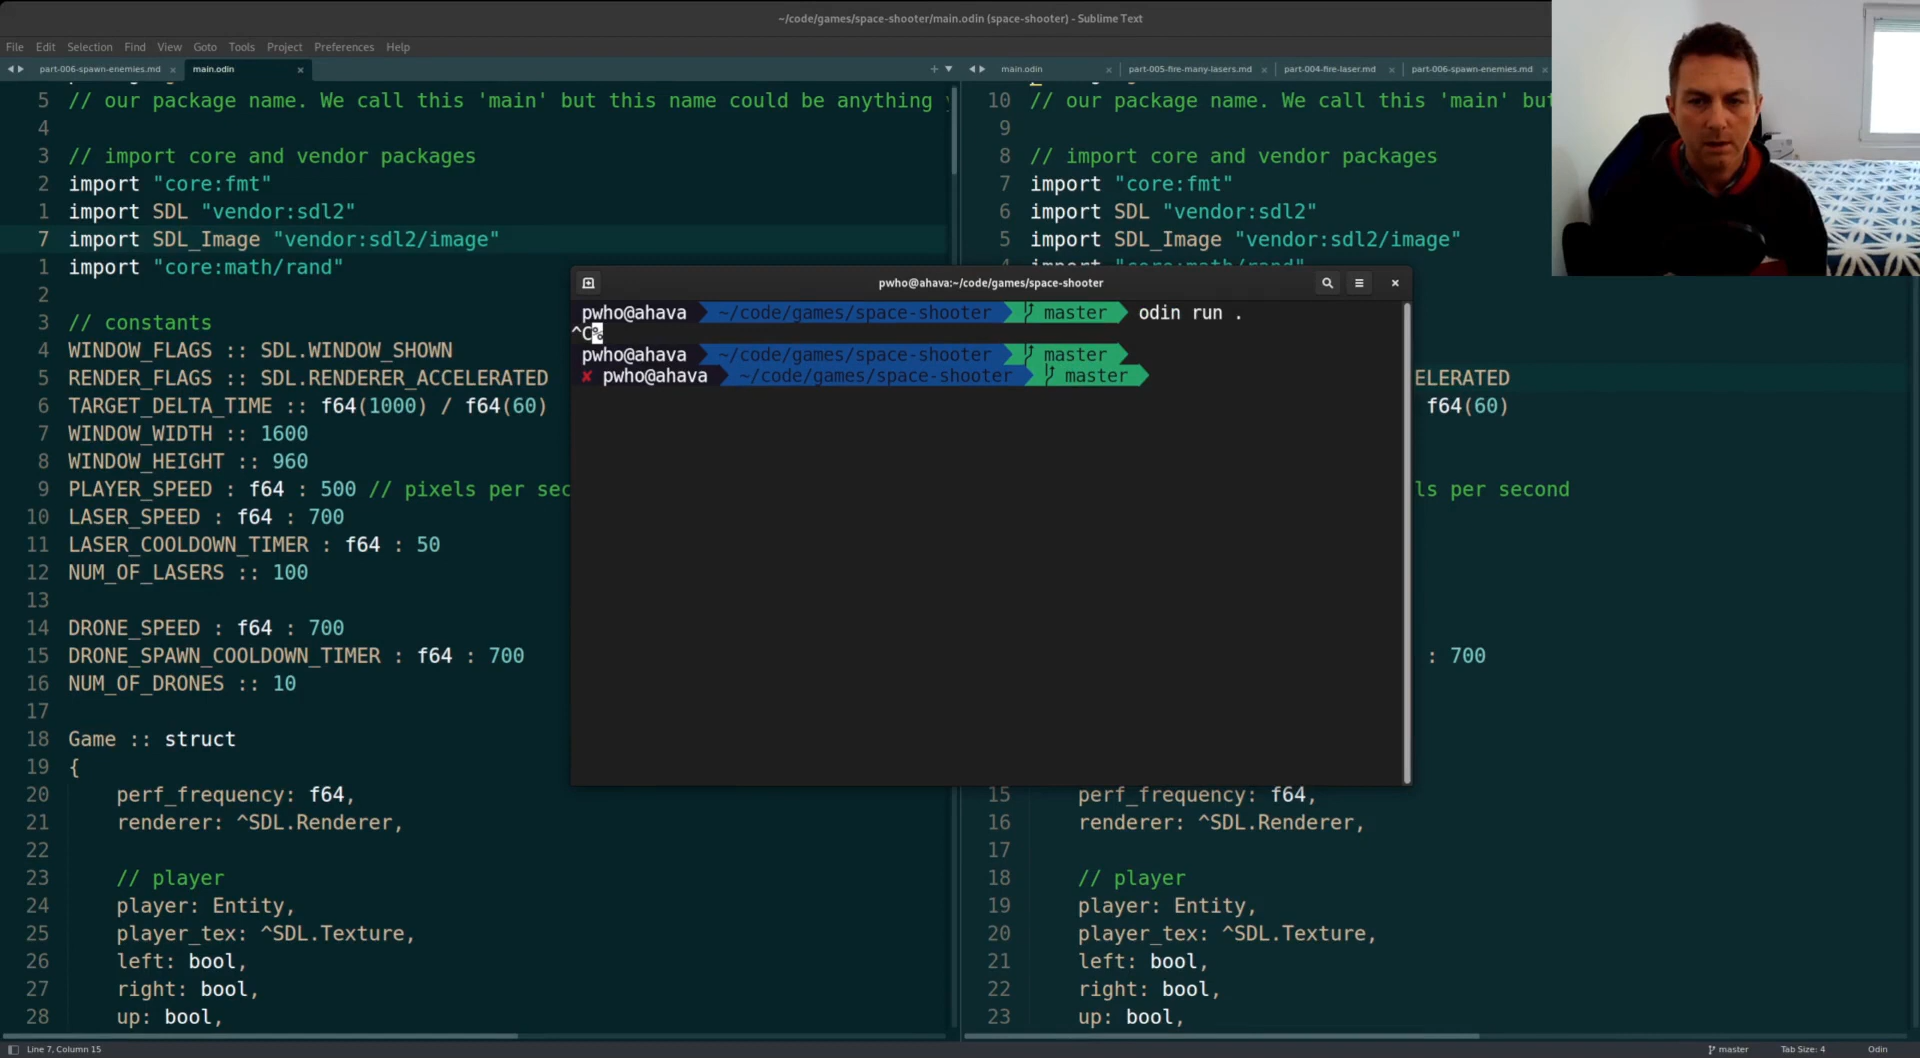 ~/code/games/space-shooter/main.odin (space-shooter) - Sublime Text
File Edit Selection Find View Goto Tools Project Preferences Help
part-006-spawn-enemies.md × main.odin × + ▼
5 // our package name. We call this 'main' but this name could be anything
4
3 // import core and vendor packages
2 import "core:fmt"
1 import SDL "vendor:sdl2"
7 import SDL_Image "vendor:sdl2/image"
1 import "core:math/rand"
2
3 // constants
4 WINDOW_FLAGS :: SDL.WINDOW_SHOWN
5 RENDER_FLAGS :: SDL.RENDERER_ACCELERATED
6 TARGET_DELTA_TIME :: f64(1000) / f64(60)
7 WINDOW_WIDTH :: 1600
8 WINDOW_HEIGHT :: 960
9 PLAYER_SPEED : f64 : 500 // pixels per sec
10 LASER_SPEED : f64 : 700
11 LASER_COOLDOWN_TIMER : f64 : 50
12 NUM_OF_LASERS :: 100
13
14 DRONE_SPEED : f64 : 700
15 DRONE_SPAWN_COOLDOWN_TIMER : f64 : 700
16 NUM_OF_DRONES :: 10
17
18 Game :: struct
19 {
20 perf_frequency: f64,
21 renderer: ^SDL.Renderer,
22
23 // player
24 player: Entity,
25 player_tex: ^SDL.Texture,
26 left: bool,
27 right: bool,
28 up: bool,
main.odin × part-005-fire-many-lasers.md × part-004-fire-laser.md × part-006-spawn-enemies.md ×
10 // our package name. We call this 'main' but
9
8 // import core and vendor packages
7 import "core:fmt"
6 import SDL "vendor:sdl2"
5 import SDL_Image "vendor:sdl2/image"
4 import "core:math/rand"
ELERATED
f64(60)
ls per second
: 700
15 perf_frequency: f64,
16 renderer: ^SDL.Renderer,
17
18 // player
19 player: Entity,
20 player_tex: ^SDL.Texture,
21 left: bool,
22 right: bool,
23 up: bool,
pwho@ahava:~/code/games/space-shooter
pwho@ahava ~/code/games/space-shooter master odin run .
^C%
pwho@ahava ~/code/games/space-shooter master
✘ pwho@ahava ~/code/games/space-shooter master
Line 7, Column 15
master Tab Size: 4 Odin